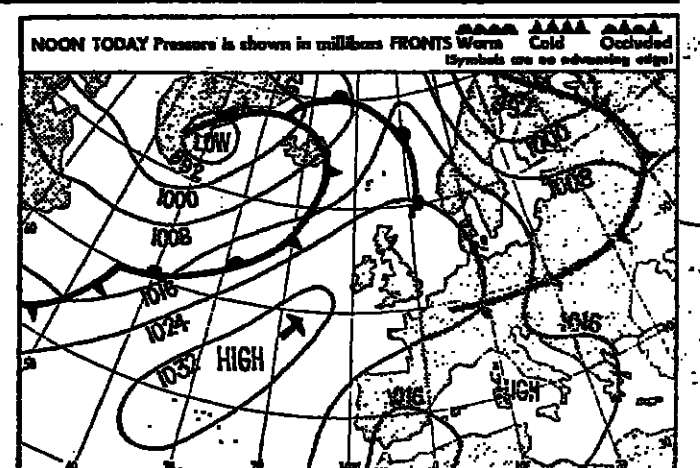 NOON TODAY Pressure is shown in millibars FRONTS Warm Cold Occluded
(Symbols are on advancing edge)
LOW
992
992
1000
1000
1008
1008
1016
1024
1032
HIGH
1016
1016
HIGH